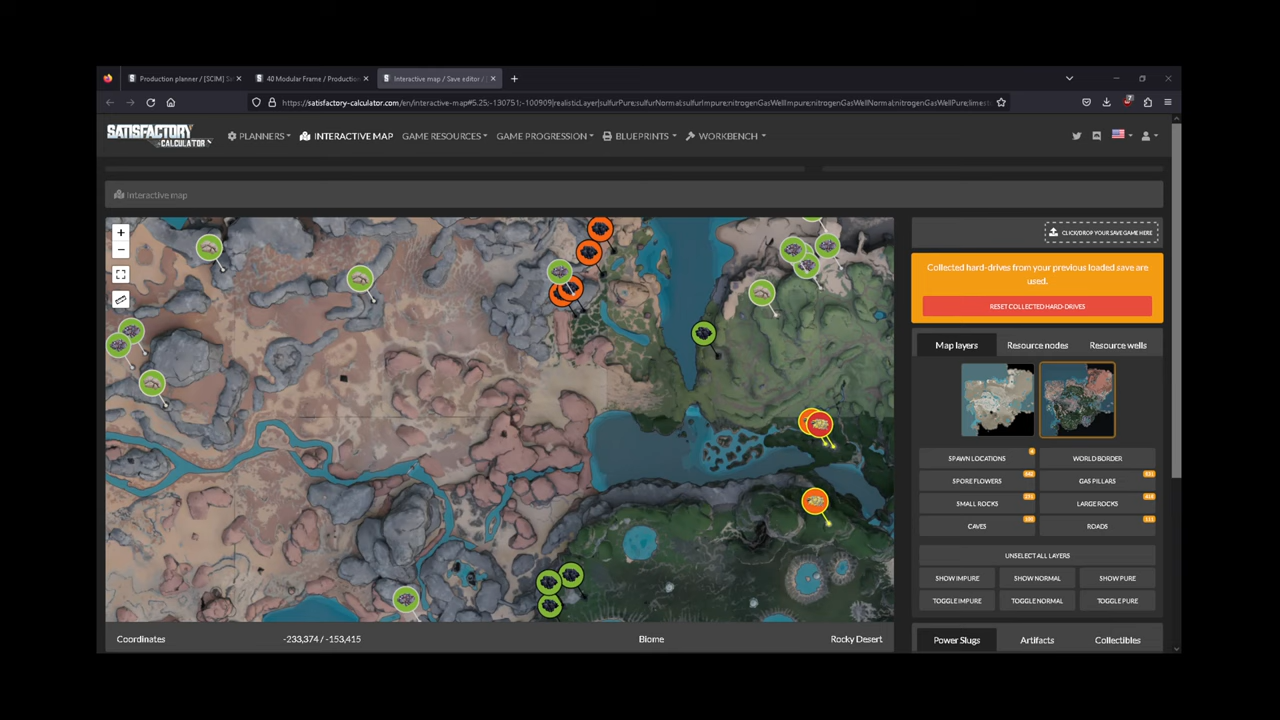 Production planner / [SCIM] Sa
40 Modular Frame / Production
Interactive map / Save editor / [
https://satisfactory-calculator.com/en/interactive-map#5.25;-130751;-100909|realisticLayer|sulfurPure;sulfurNormal;sulfurImpure;nitrogenGasWellImpure;nitrogenGasWellNormal;nitrogenGasWellPure;limest
7
SATISFACTORY
CALCULATOR
PLANNERS
INTERACTIVE MAP
GAME RESOURCES
GAME PROGRESSION
BLUEPRINTS
WORKBENCH
Interactive map
+
−
CLICK/DROP YOUR SAVE GAME HERE
Collected hard-drives from your previous loaded save are
used.
RESET COLLECTED HARD-DRIVES
Map layers
Resource nodes
Resource wells
SPAWN LOCATIONS
WORLD BORDER
SPORE FLOWERS
GAS PILLARS
SMALL ROCKS
LARGE ROCKS
CAVES
ROADS
UNSELECT ALL LAYERS
SHOW IMPURE
SHOW NORMAL
SHOW PURE
TOGGLE IMPURE
TOGGLE NORMAL
TOGGLE PURE
Coordinates
-233,374 / -153,415
Biome
Rocky Desert
Power Slugs
Artifacts
Collectibles